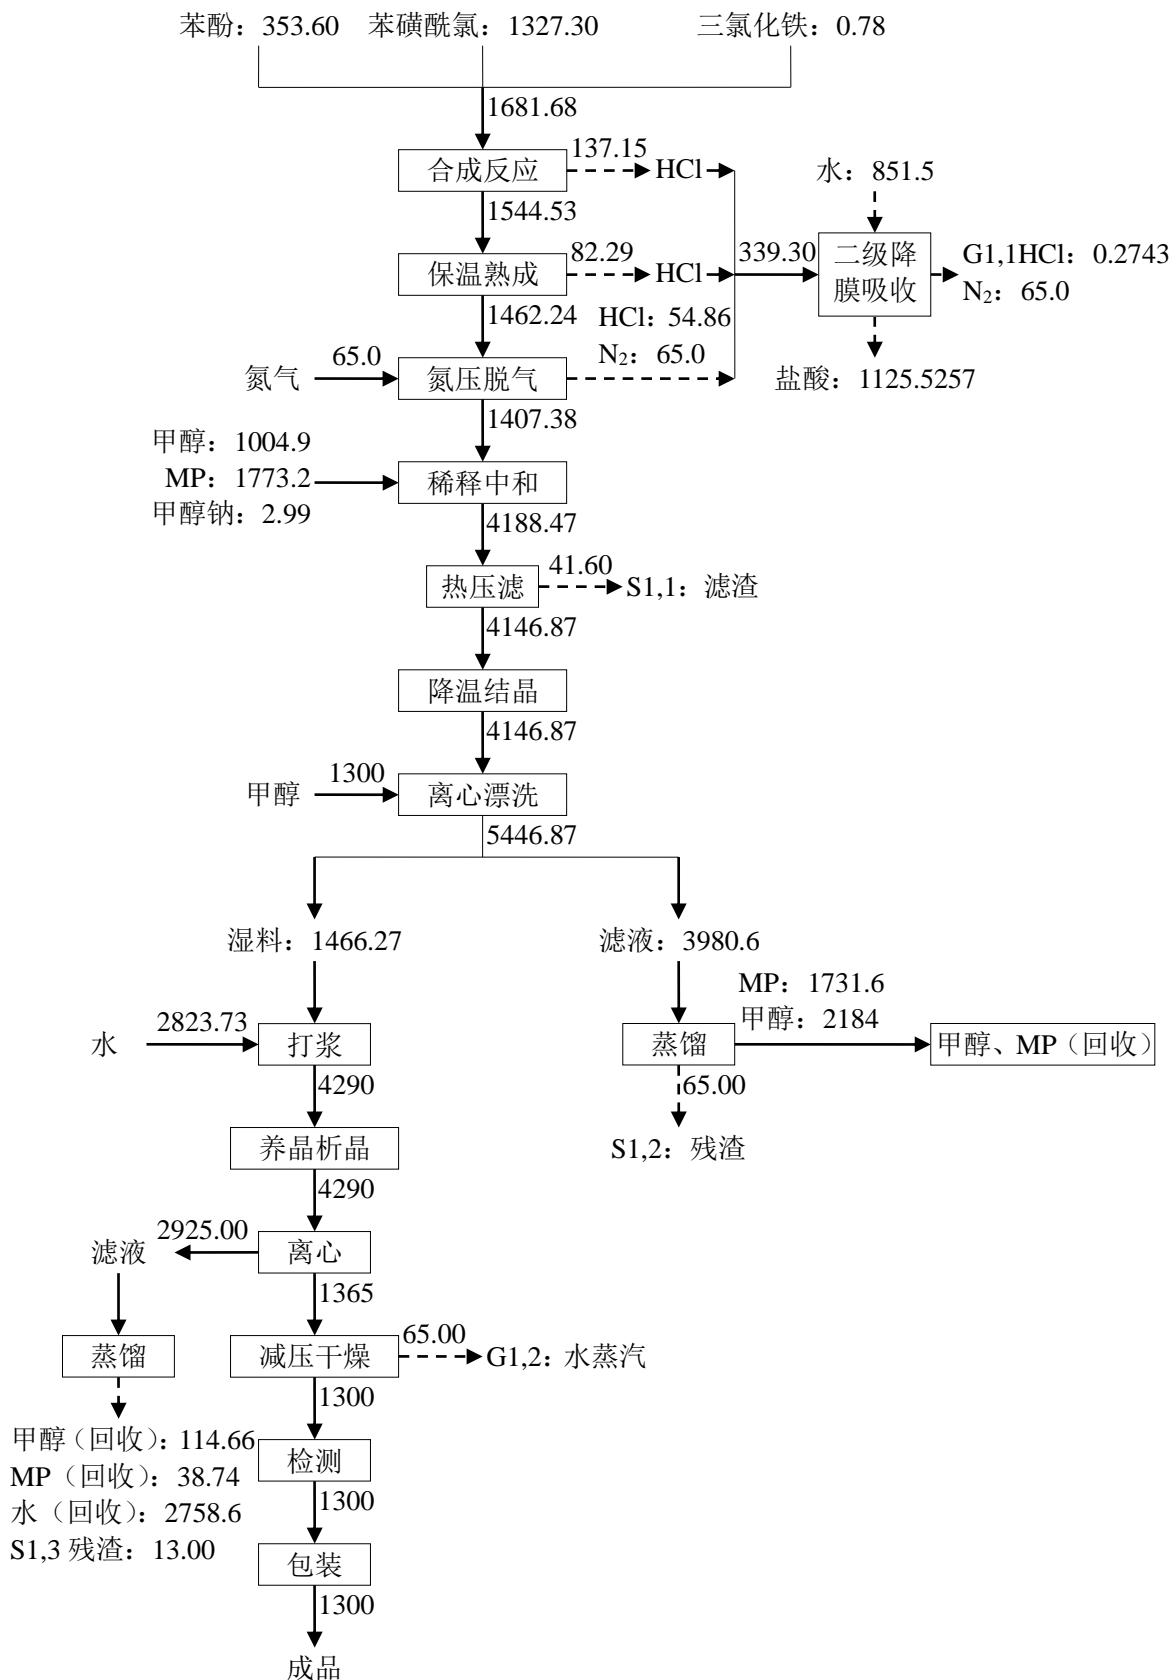 苯酚：353.60 苯磺酰氯：1327.30 三氯化铁：0.78
1681.68
合成反应
137.15
HCl
1544.53
水：851.5
保温熟成
82.29
HCl
339.30
二级降
膜吸收
G1,1HCl：0.2743
N₂：65.0
1462.24
HCl：54.86
N₂：65.0
盐酸：1125.5257
氮气
65.0
氮压脱气
1407.38
甲醇：1004.9
MP：1773.2
甲醇钠：2.99
稀释中和
4188.47
热压滤
41.60
S1,1：滤渣
4146.87
降温结晶
4146.87
甲醇
1300
离心漂洗
5446.87
湿料：1466.27
滤液：3980.6
MP：1731.6
甲醇：2184
水
2823.73
打浆
蒸馏
甲醇、MP（回收）
4290
65.00
养晶析晶
S1,2：残渣
4290
滤液
2925.00
离心
1365
蒸馏
减压干燥
65.00
G1,2：水蒸汽
1300
甲醇（回收）：114.66
MP（回收）：38.74
水（回收）：2758.6
S1,3 残渣：13.00
检测
1300
包装
1300
成品